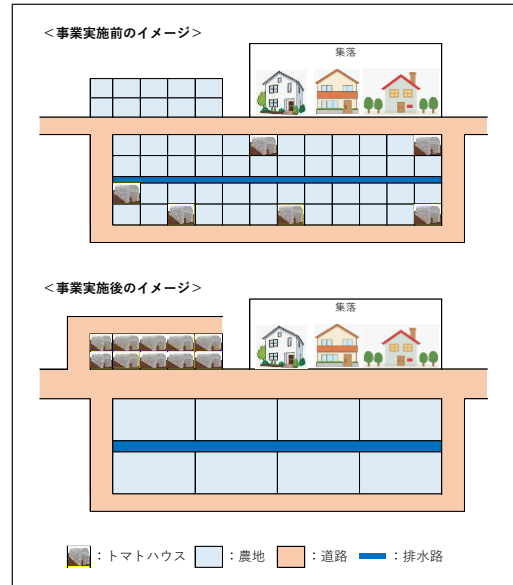 ＜事業実施前のイメージ＞
集落
＜事業実施後のイメージ＞
集落
：トマトハウス ：農地 ：道路 ：排水路